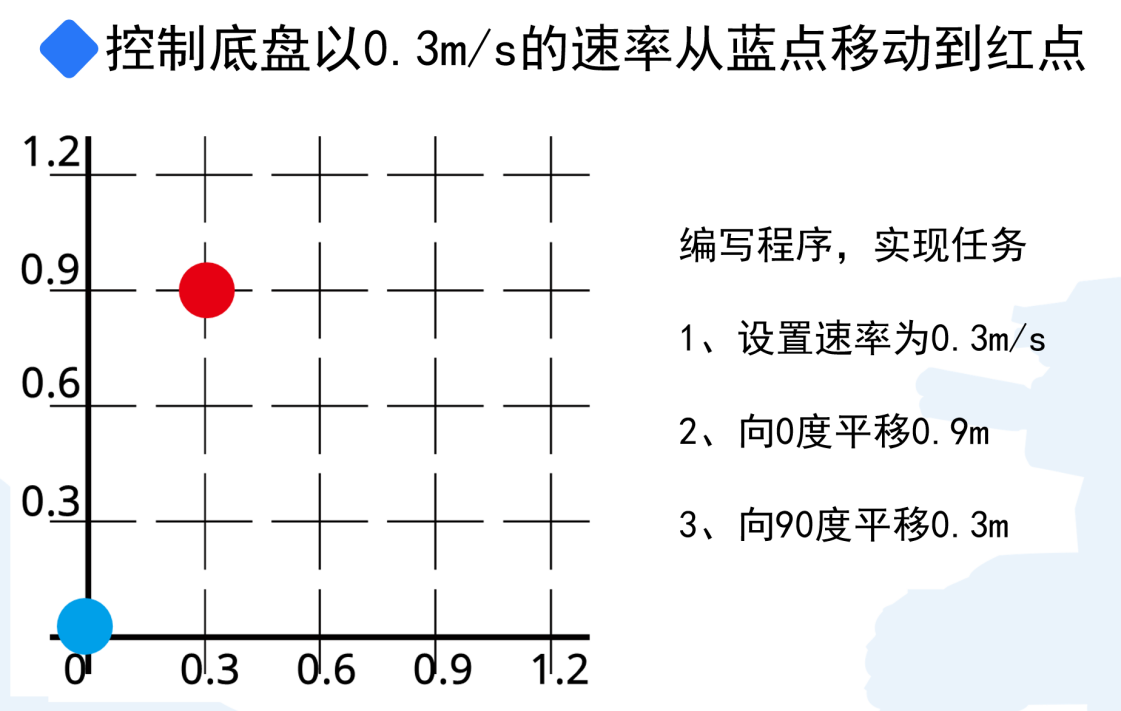 控制底盘以0.3m/s的速率从蓝点移动到红点
1.2
0.9
0.6
0.3
0 0.3 0.6 0.9 1.2
编写程序，实现任务
1、设置速率为0.3m/s
2、向0度平移0.9m
3、向90度平移0.3m